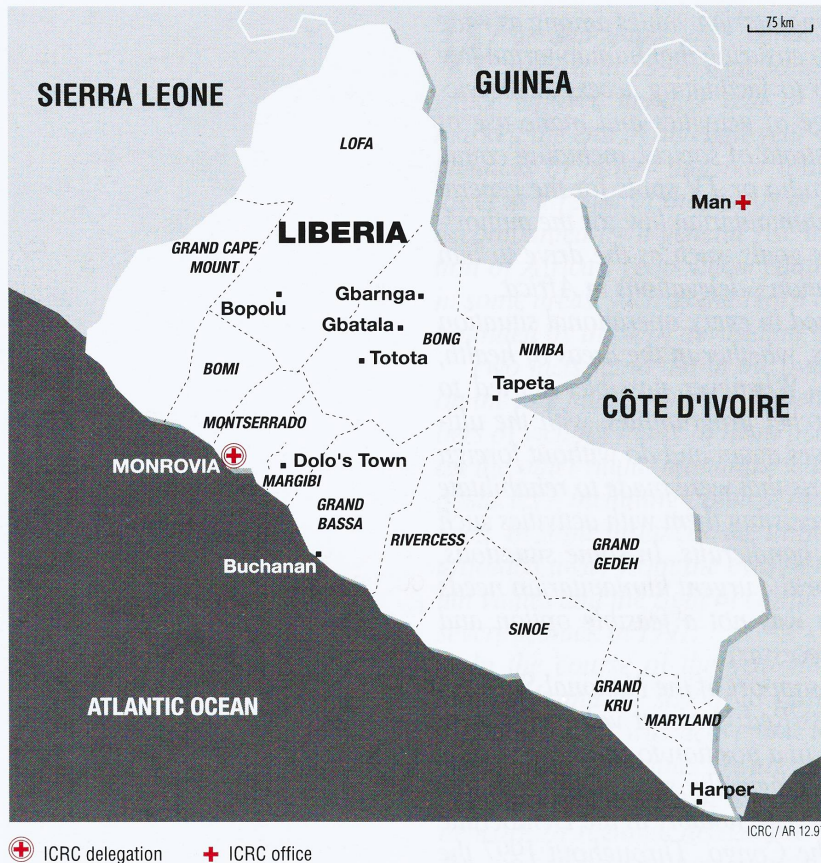 75 km
SIERRA LEONE
GUINEA
LOFA
Man
LIBERIA
GRAND CAPE
MOUNT
Bopolu
Gbarnga
Gbatala
BONG
Totota
NIMBA
BOMI
Tapeta
CÔTE D'IVOIRE
MONTSERRADO
MONROVIA
Dolo's Town
MARGIBI
GRAND
BASSA
RIVERCESS
Buchanan
GRAND
GEDEH
SINOE
ATLANTIC OCEAN
GRAND
KRU
MARYLAND
Harper
ICRC / AR 12.97
ICRC delegation
ICRC office